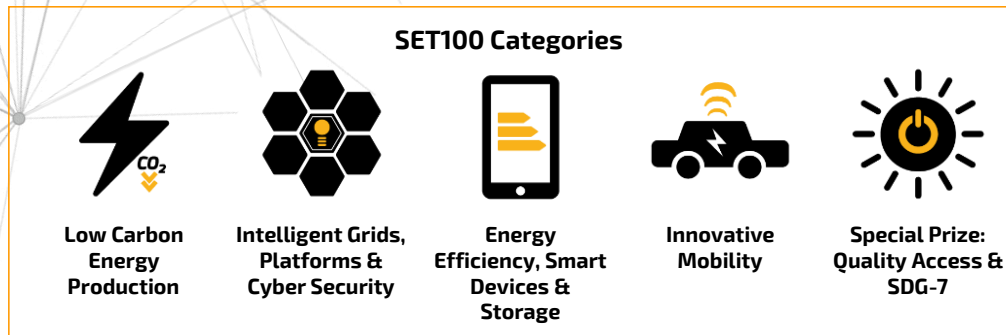 SET100 Categories
CO₂
Low Carbon
Energy
Production
Intelligent Grids,
Platforms &
Cyber Security
Energy
Efficiency, Smart
Devices &
Storage
Innovative
Mobility
Special Prize:
Quality Access &
SDG-7